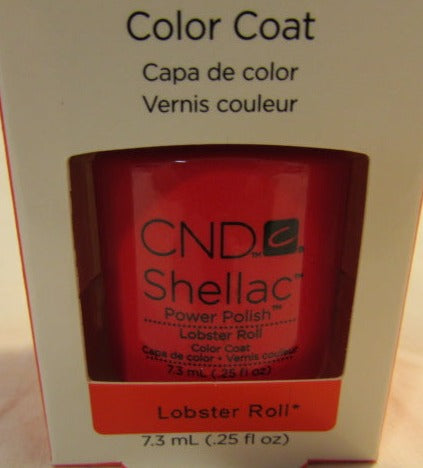 Color Coat
Capa de color
Vernis couleur
CND™ c®
Shellac™
Power Polish™
Lobster Roll
Color Coat
Capa de color • Vernis couleur
7.3 mL (.25 fl oz)
Lobster Roll*
7.3 mL (.25 fl oz)